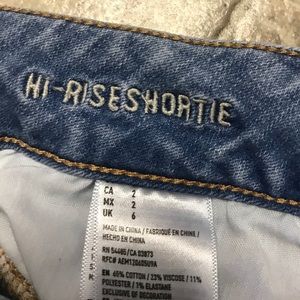 HI-RISESHORTIE
CA 2
MX 2
UK 6
MADE IN CHINA / FABRIQUÉ EN CHINE /
HECHO EN CHINA
RN 54485/CA 03873
EN 65% COTTON / 23% VISCOSE / 11%
POLYESTER / 1% ELASTANE
EXCLUSIVE OF DECORATION